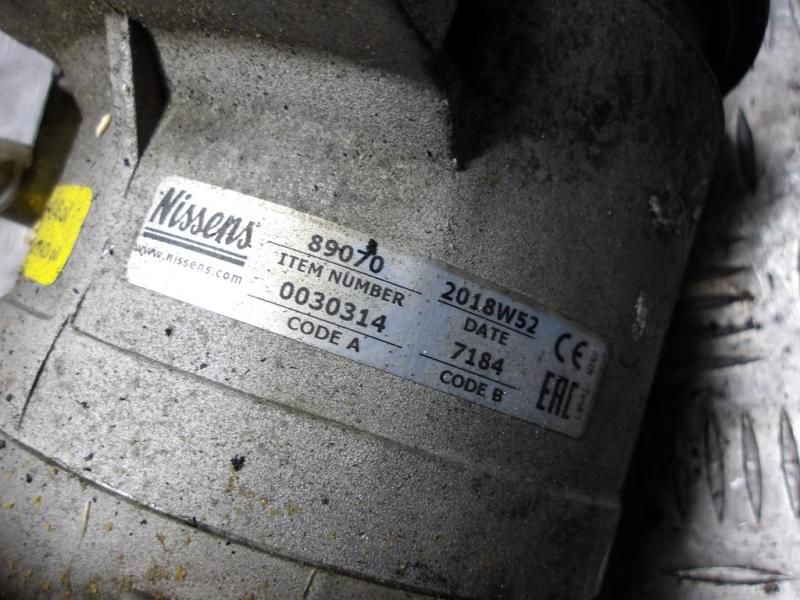 Nissens
www.nissens.com
89070
ITEM NUMBER
0030314
CODE A
2018W52
DATE
7184
CODE B
CE
EAC